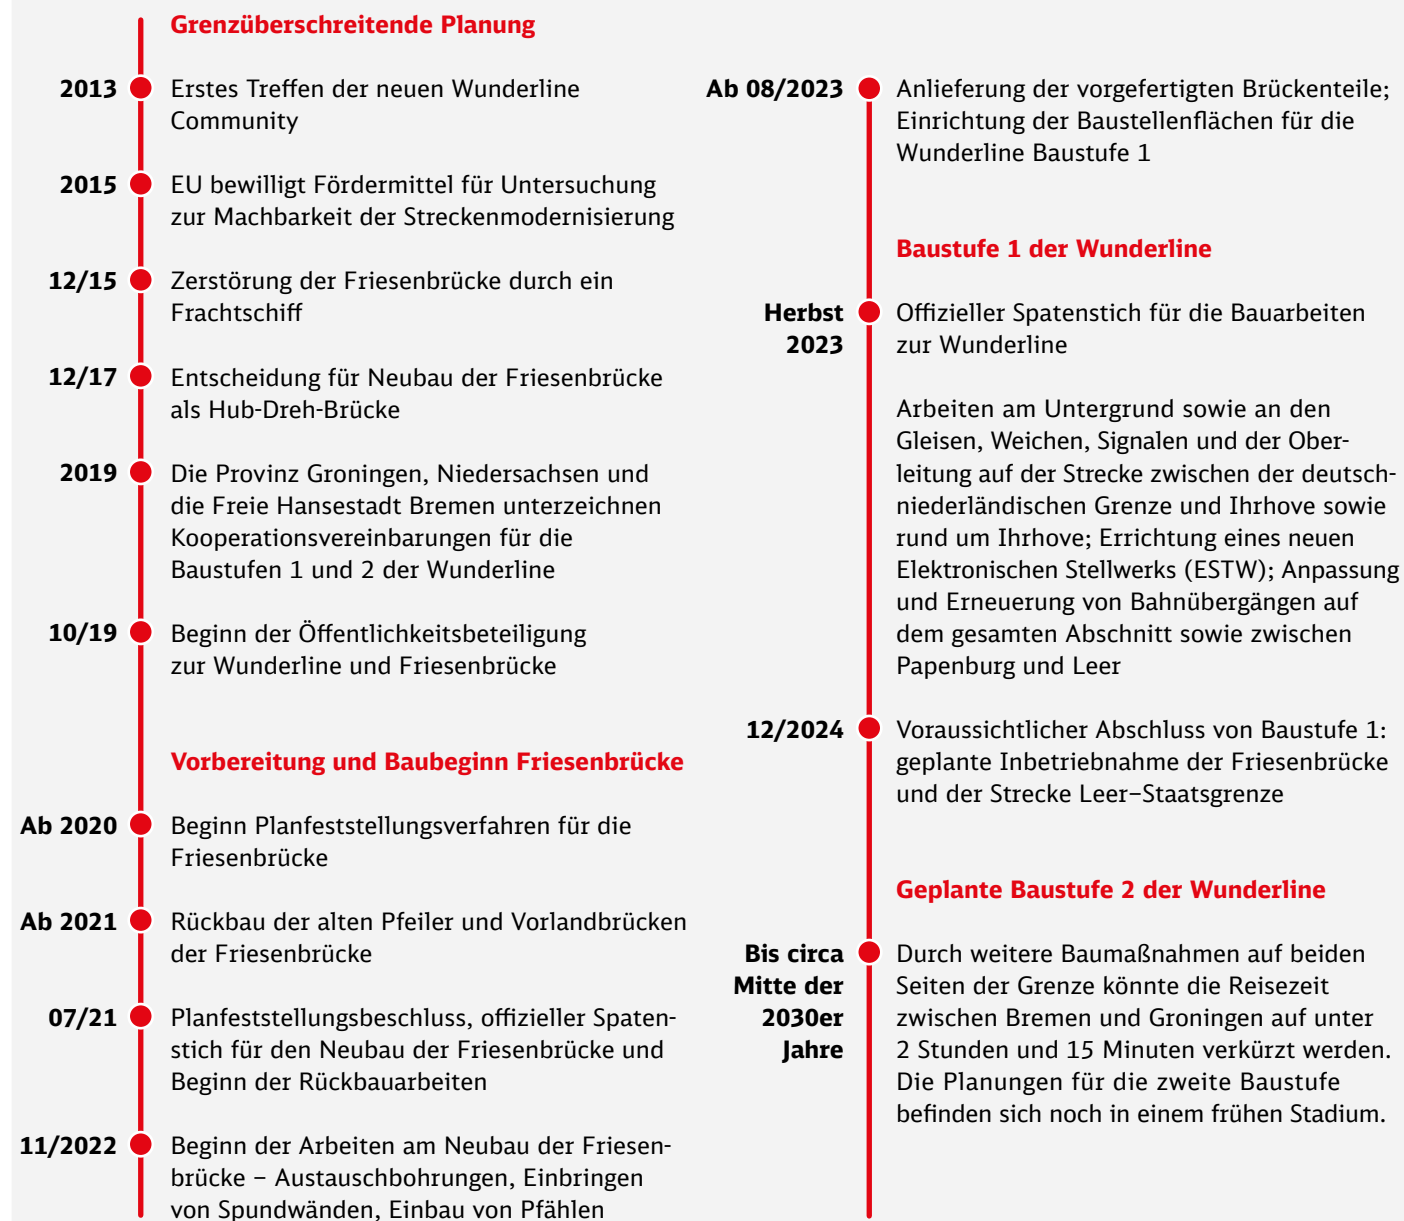 Grenzüberschreitende Planung
2013 Erstes Treffen der neuen Wunderline
Community
2015 EU bewilligt Fördermittel für Untersuchung
zur Machbarkeit der Streckenmodernisierung
12/15 Zerstörung der Friesenbrücke durch ein
Frachtschiff
12/17 Entscheidung für Neubau der Friesenbrücke
als Hub-Dreh-Brücke
2019 Die Provinz Groningen, Niedersachsen und
die Freie Hansestadt Bremen unterzeichnen
Kooperationsvereinbarungen für die
Baustufen 1 und 2 der Wunderline
10/19 Beginn der Öffentlichkeitsbeteiligung
zur Wunderline und Friesenbrücke
Vorbereitung und Baubeginn Friesenbrücke
Ab 2020 Beginn Planfeststellungsverfahren für die
Friesenbrücke
Ab 2021 Rückbau der alten Pfeiler und Vorlandbrücken
der Friesenbrücke
07/21 Planfeststellungsbeschluss, offizieller Spaten-
stich für den Neubau der Friesenbrücke und
Beginn der Rückbauarbeiten
11/2022 Beginn der Arbeiten am Neubau der Friesen-
brücke – Austauschbohrungen, Einbringen
von Spundwänden, Einbau von Pfählen
Ab 08/2023 Anlieferung der vorgefertigten Brückenteile;
Einrichtung der Baustellenflächen für die
Wunderline Baustufe 1
Baustufe 1 der Wunderline
Herbst Offizieller Spatenstich für die Bauarbeiten
2023 zur Wunderline
Arbeiten am Untergrund sowie an den
Gleisen, Weichen, Signalen und der Ober-
leitung auf der Strecke zwischen der deutsch-
niederländischen Grenze und Ihrhove sowie
rund um Ihrhove; Errichtung eines neuen
Elektronischen Stellwerks (ESTW); Anpassung
und Erneuerung von Bahnübergängen auf
dem gesamten Abschnitt sowie zwischen
Papenburg und Leer
12/2024 Voraussichtlicher Abschluss von Baustufe 1:
geplante Inbetriebnahme der Friesenbrücke
und der Strecke Leer–Staatsgrenze
Geplante Baustufe 2 der Wunderline
Bis circa Durch weitere Baumaßnahmen auf beiden
Mitte der Seiten der Grenze könnte die Reisezeit
2030er zwischen Bremen und Groningen auf unter
Jahre 2 Stunden und 15 Minuten verkürzt werden.
Die Planungen für die zweite Baustufe
befinden sich noch in einem frühen Stadium.